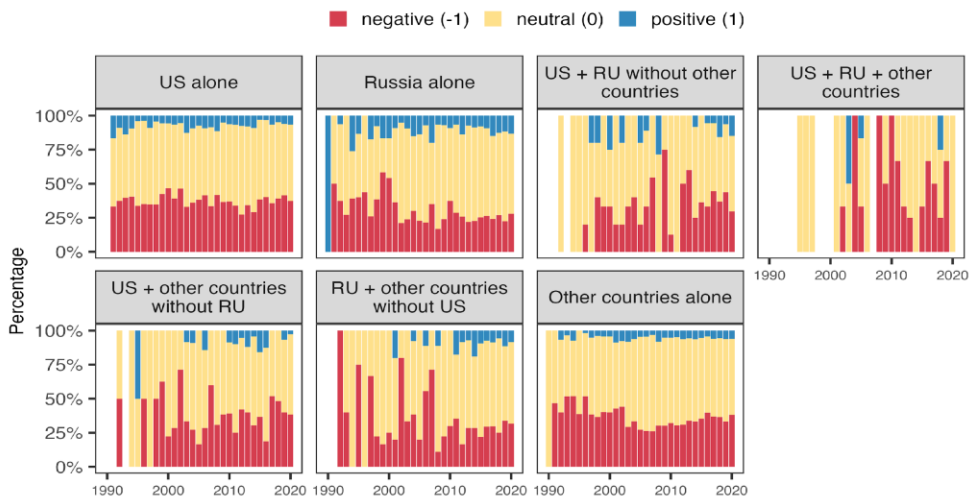 negative (-1) neutral (0) positive (1)
US alone
Russia alone
US + RU without other
countries
US + RU + other
countries
100%
75%
50%
25%
0%
1990 2000 2010 2020
US + other countries
without RU
RU + other countries
without US
Other countries alone
100%
75%
50%
25%
0%
1990 2000 2010 2020
1990 2000 2010 2020
1990 2000 2010 2020
Percentage